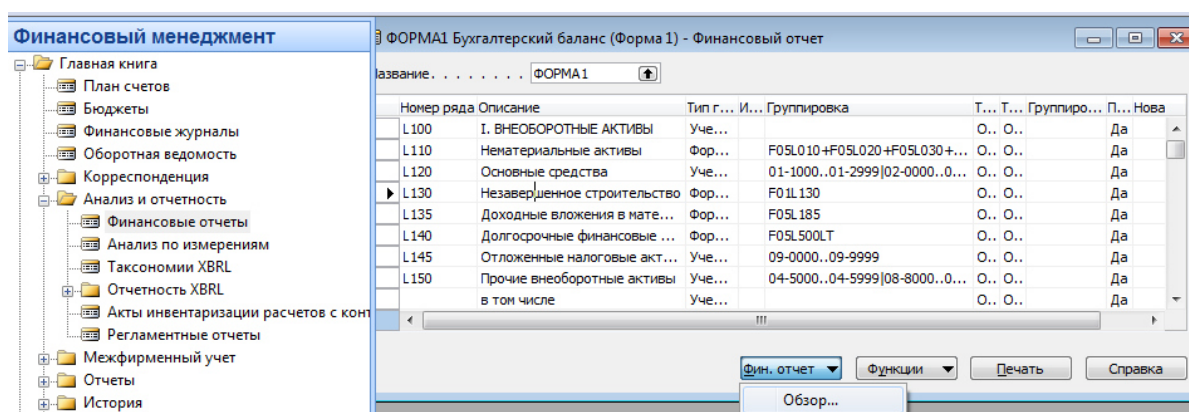 Финансовый менеджмент
Главная книга
План счетов
Бюджеты
Финансовые журналы
Оборотная ведомость
Корреспонденция
Анализ и отчетность
Финансовые отчеты
Анализ по измерениям
Таксономии XBRL
Отчетность XBRL
Акты инвентаризации расчетов с конт
Регламентные отчеты
Межфирменный учет
Отчеты
История
ФОРМА1 Бухгалтерский баланс (Форма 1) - Финансовый отчет
Название. . . . . . . . ФОРМА1
Номер ряда Описание Тип г... И... Группировка Т... Т... Группиро... П... Нова
L100 I. ВНЕОБОРОТНЫЕ АКТИВЫ Уче... О.. О.. Да
L110 Нематериальные активы Фор... F05L010+F05L020+F05L030+... О.. О.. Да
L120 Основные средства Уче... 01-1000..01-2999|02-0000..0... О.. О.. Да
L130 Незавершенное строительство Фор... F01L130 О.. О.. Да
L135 Доходные вложения в мате... Фор... F05L185 О.. О.. Да
L140 Долгосрочные финансовые ... Фор... F05L500LT О.. О.. Да
L145 Отложенные налоговые акт... Уче... 09-0000..09-9999 О.. О.. Да
L150 Прочие внеоборотные активы Уче... 04-5000..04-5999|08-8000..0... О.. О.. Да
в том числе Уче... О.. О.. Да
Фин. отчет Функции Печать Справка
Обзор...